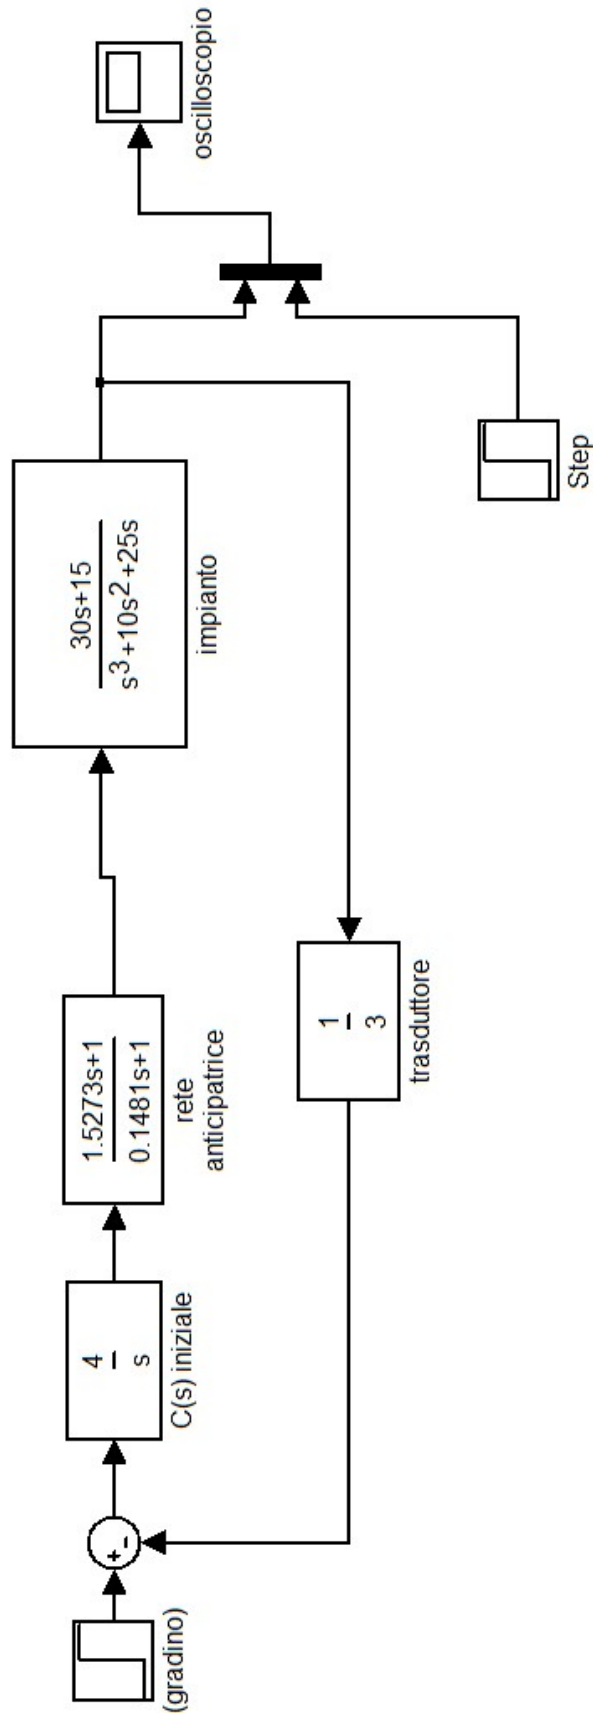 (gradino)
+
-
4
s
C(s) iniziale
1.5273s+1
0.1481s+1
rete
anticipatrice
30s+15
s³+10s²+25s
impianto
1
3
trasduttore
Step
oscilloscopio